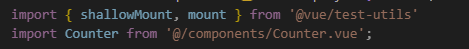 import { shallowMount, mount } from '@vue/test-utils'
import Counter from '@/components/Counter.vue';